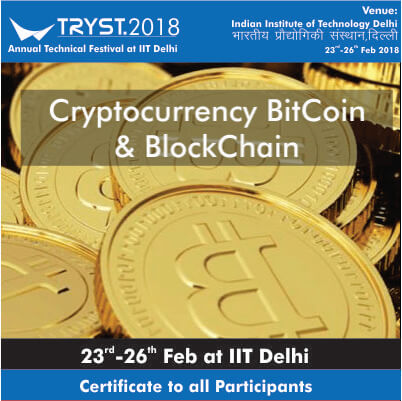 TRYST.2018
Annual Technical Festival at IIT Delhi
Venue:
Indian Institute of Technology Delhi
भारतीय प्रौद्योगिकी संस्थान,दिल्ली
23rd-26th Feb 2018
Cryptocurrency BitCoin
& BlockChain
23rd-26th Feb at IIT Delhi
Certificate to all Participants